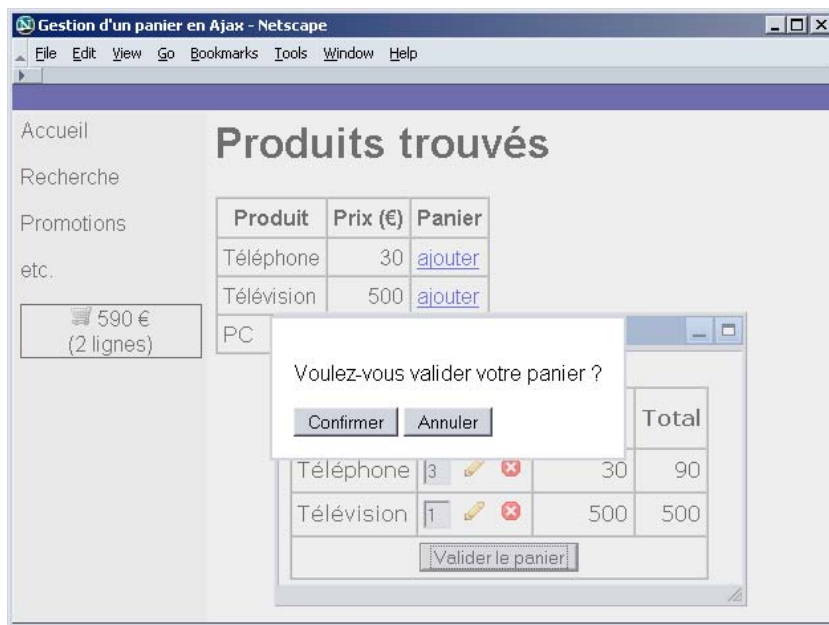 Gestion d'un panier en Ajax - Netscape
File Edit View Go Bookmarks Tools Window Help
Accueil
Recherche
Promotions
etc.
590 €
(2 lignes)
Produits trouvés
Produit Prix (€) Panier
Téléphone 30 ajouter
Télévision 500 ajouter
PC
Voulez-vous valider votre panier ?
Confirmer Annuler
Total
Téléphone 3 30 90
Télévision 1 500 500
Valider le panier